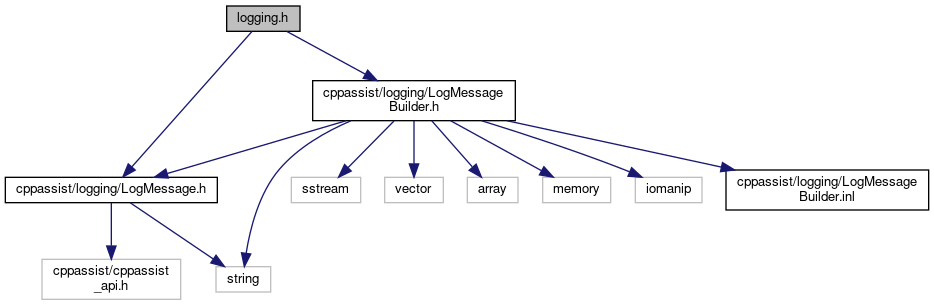 logging.h
cppassist/logging/LogMessage
Builder.h
cppassist/logging/LogMessage.h
sstream
vector
array
memory
iomanip
cppassist/logging/LogMessage
Builder.inl
cppassist/cppassist
_api.h
string